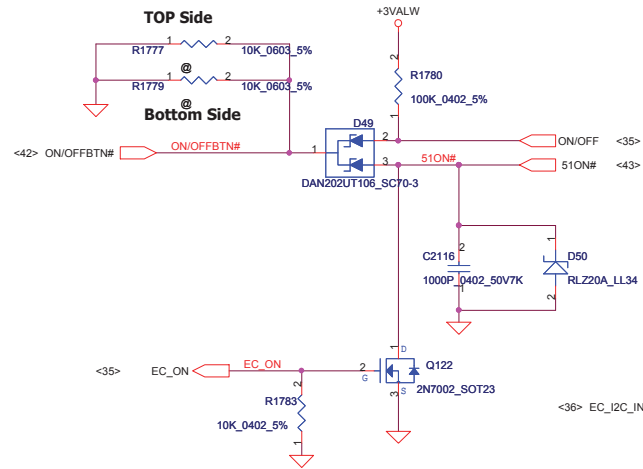 TOP Side
+3VALW
1 2
R1777 10K_0603_5%
@
1 2
R1779 10K_0603_5%
@
Bottom Side
2
R1780
100K_0402_5%
1
D49
<42> ON/OFFBTN# ON/OFFBTN# 1
2 ON/OFF <35>
3 51ON# 51ON# <43>
DAN202UT106_SC70-3
2
C2116
1000P_0402_50V7K
1
1
D50
RLZ20A_LL34
2
1 D
<35> EC_ON EC_ON 2 G
Q122
2N7002_SOT23
3 S
2
R1783
10K_0402_5%
1
<36> EC_I2C_IN